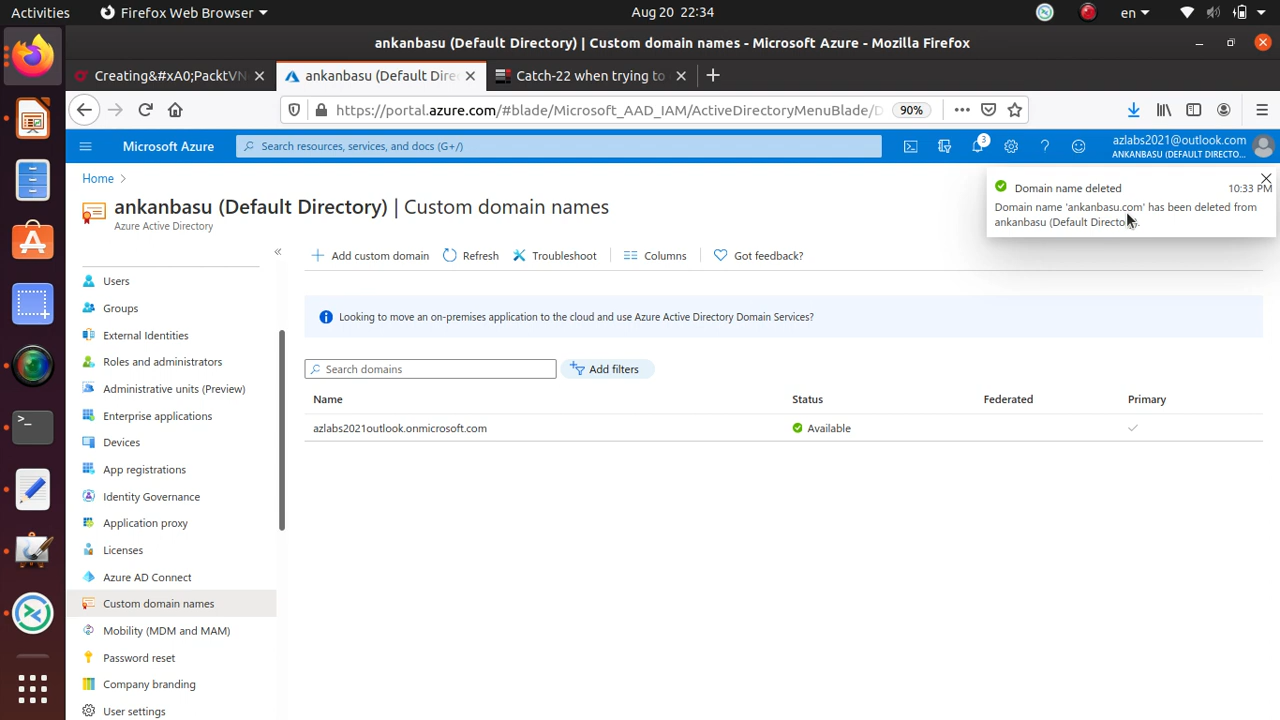 Activities
Firefox Web Browser
Aug 20 22:34
en
ankanbasu (Default Directory) | Custom domain names - Microsoft Azure - Mozilla Firefox
Creating&#xA0;PacktVN
ankanbasu (Default Dire
Catch-22 when trying to
https://portal.azure.com/#blade/Microsoft_AAD_IAM/ActiveDirectoryMenuBlade/D
90%
Microsoft Azure
Search resources, services, and docs (G+/)
3
azlabs2021@outlook.com
ANKANBASU (DEFAULT DIRECTO...
Home
Domain name deleted
10:33 PM
Domain name 'ankanbasu.com' has been deleted from
ankanbasu (Default Directory).
ankanbasu (Default Directory) | Custom domain names
Azure Active Directory
Add custom domain
Refresh
Troubleshoot
Columns
Got feedback?
Users
Groups
External Identities
Roles and administrators
Administrative units (Preview)
Enterprise applications
Devices
App registrations
Identity Governance
Application proxy
Licenses
Azure AD Connect
Custom domain names
Mobility (MDM and MAM)
Password reset
Company branding
User settings
Looking to move an on-premises application to the cloud and use Azure Active Directory Domain Services?
Search domains
Add filters
Name
Status
Federated
Primary
azlabs2021outlook.onmicrosoft.com
Available